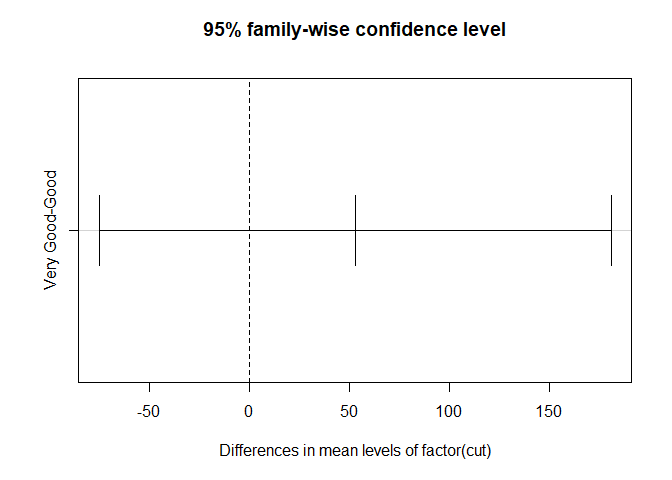 95% family-wise confidence level
Very Good-Good
-50 0 50 100 150
Differences in mean levels of factor(cut)